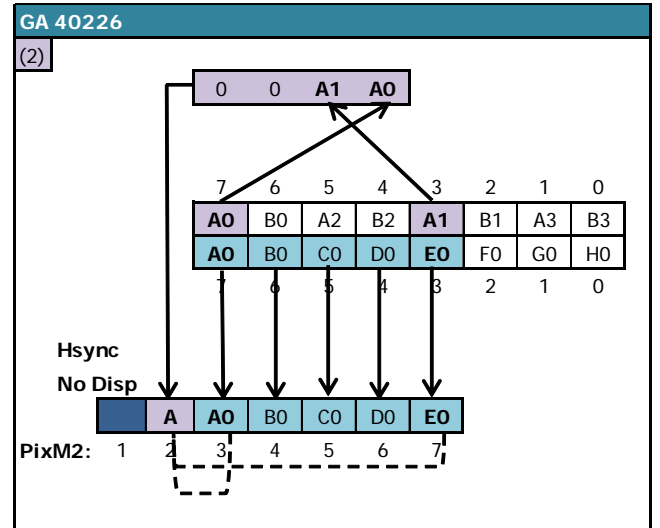 GA 40226
(2)
0 0 A1 A0
7 6 5 4 3 2 1 0
A0 B0 A2 B2 A1 B1 A3 B3
A0 B0 C0 D0 E0 F0 G0 H0
7 6 5 4 3 2 1 0
Hsync
No Disp
A A0 B0 C0 D0 E0
PixM2: 1 2 3 4 5 6 7